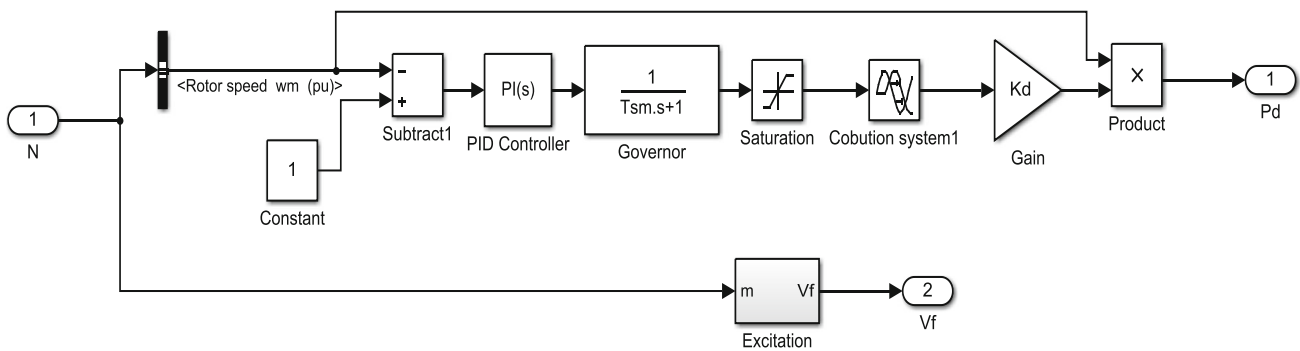 1
N
<Rotor speed wm (pu)>
1
Constant
-
+
Subtract1
PI(s)
PID Controller
1
Tsm.s+1
Governor
Saturation
Cobution system1
Kd
Gain
X
Product
1
Pd
m
Vf
Excitation
2
Vf